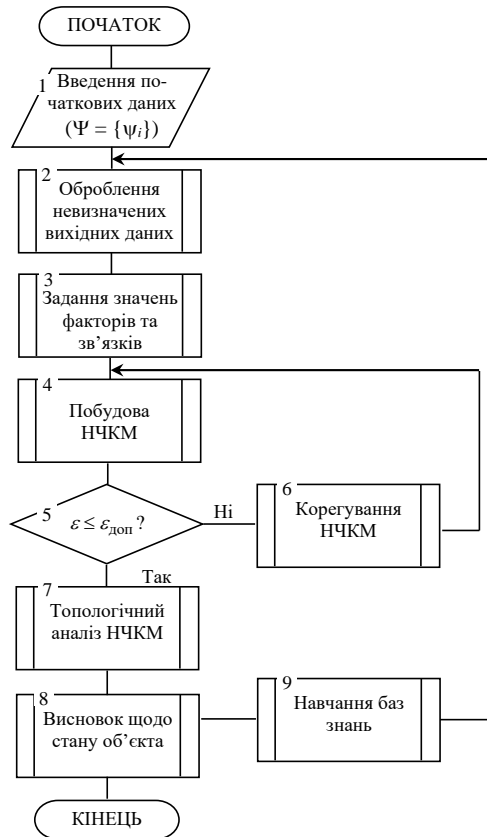 ПОЧАТОК
1
Введення по-
чаткових даних
(Ψ = {ψi})
2
Оброблення
невизначених
вихідних даних
3
Задання значень
факторів та
зв’язків
4
Побудова
НЧКМ
5
ε ≤ εдоп ?
Ні
6
Корегування
НЧКМ
Так
7
Топологічний
аналіз НЧКМ
8
Висновок щодо
стану об’єкта
9
Навчання баз
знань
КІНЕЦЬ